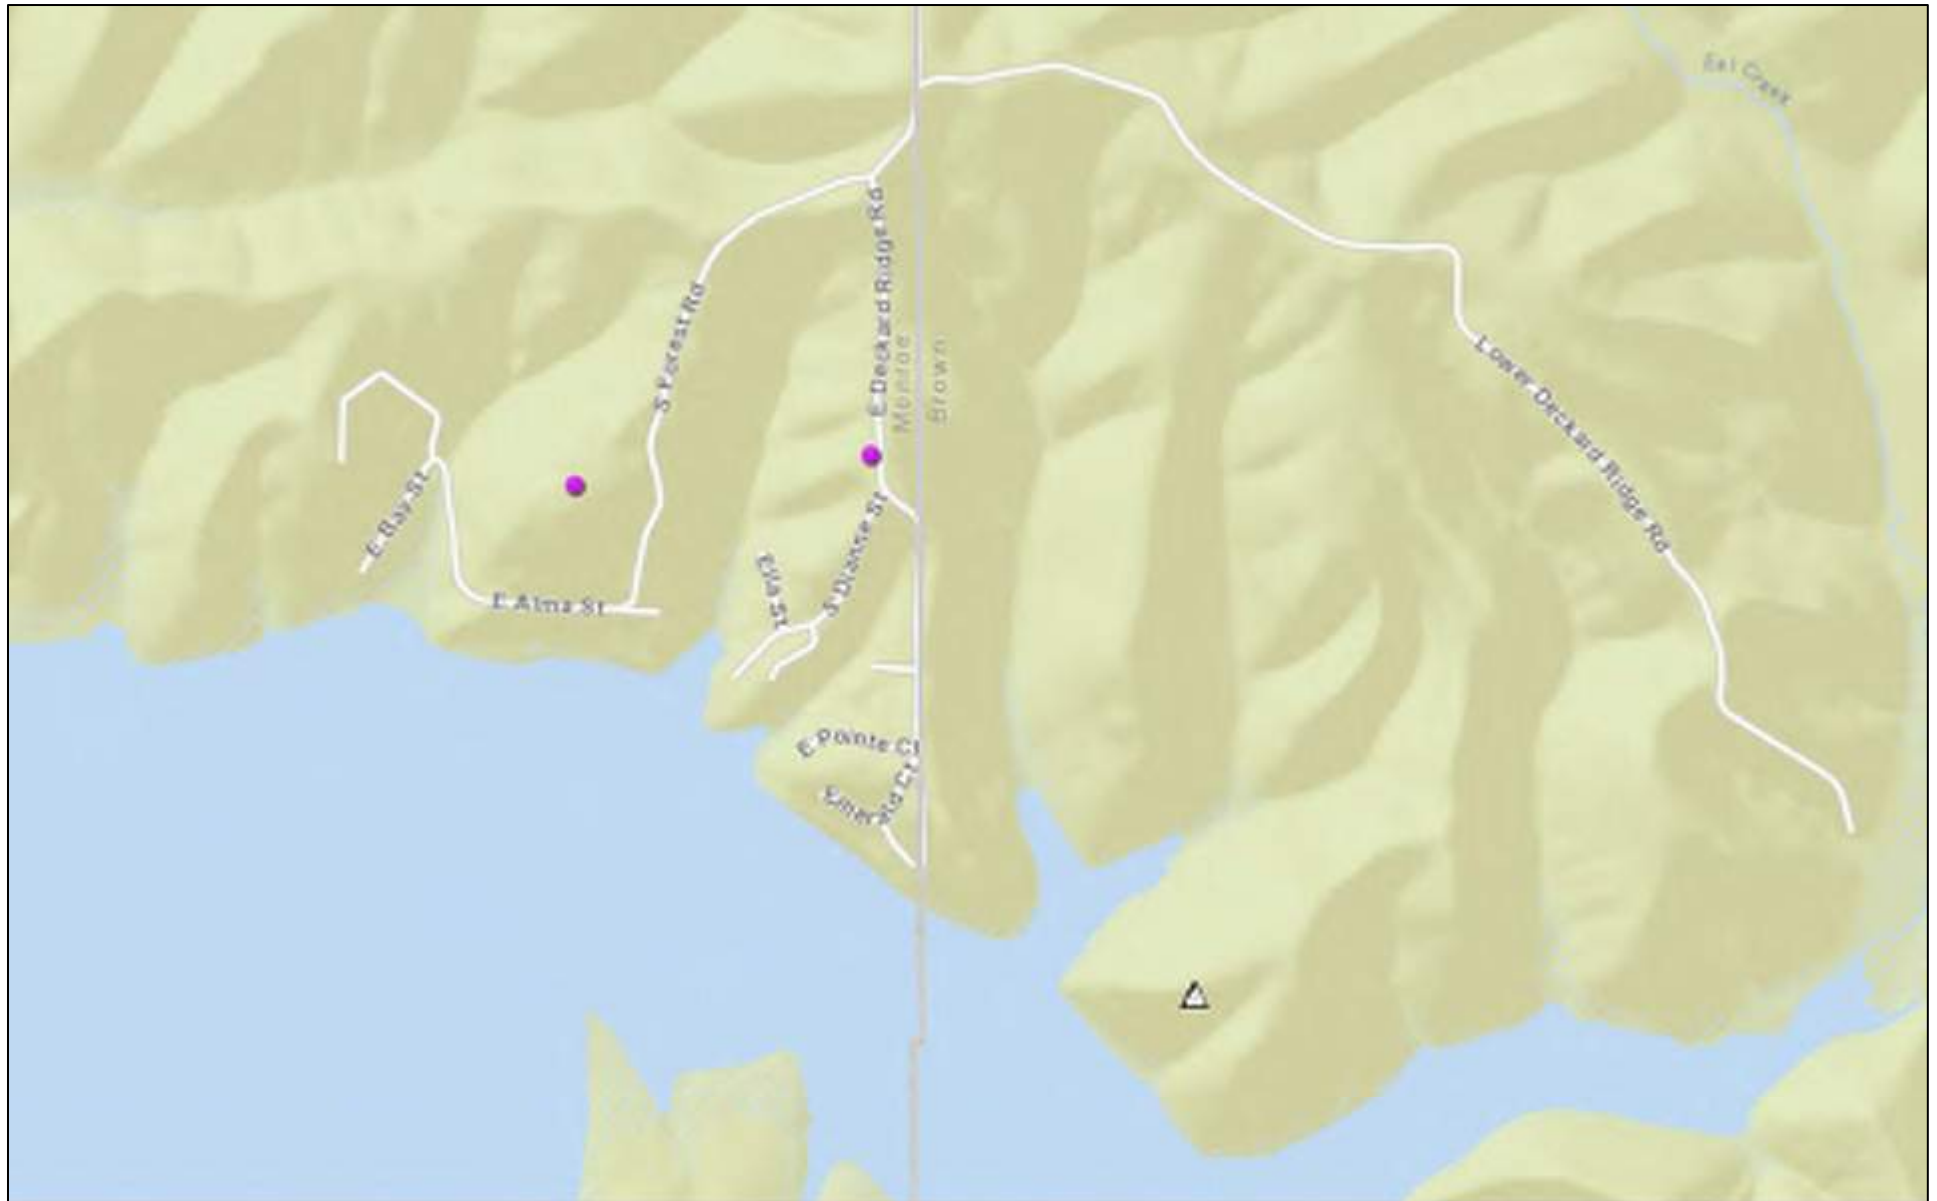 Eel Creek
E Deckard Ridge Rd
S Forest Rd
Monroe
Brown
Lower Deckard Ridge Rd
E Bay St
S Dianne St
Ella St
E Alma St
E Pointe Ct
Emerald Ct